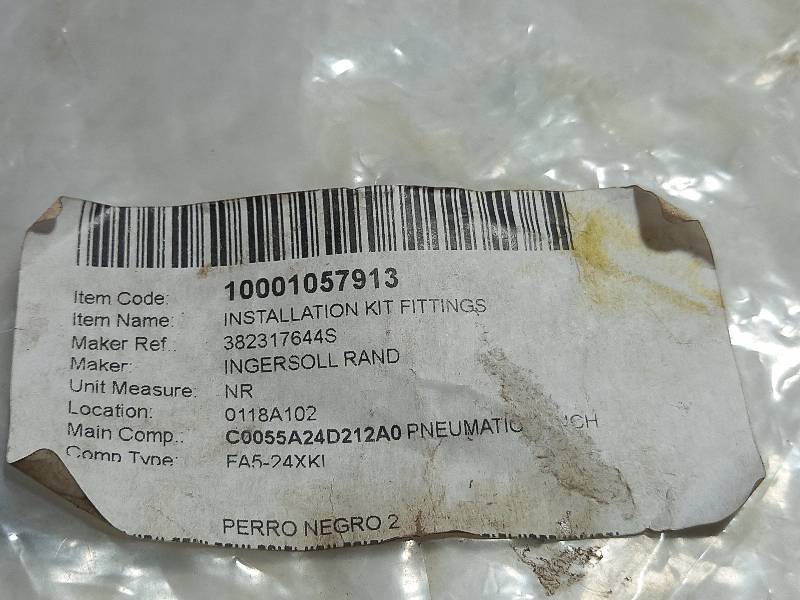 Item Code: 10001057913
Item Name: INSTALLATION KIT FITTINGS
Maker Ref.: 382317644S
Maker: INGERSOLL RAND
Unit Measure: NR
Location: 0118A102
Main Comp.: C0055A24D212A0 PNEUMATIC
Comp Type: FA5-24XKL
PERRO NEGRO 2